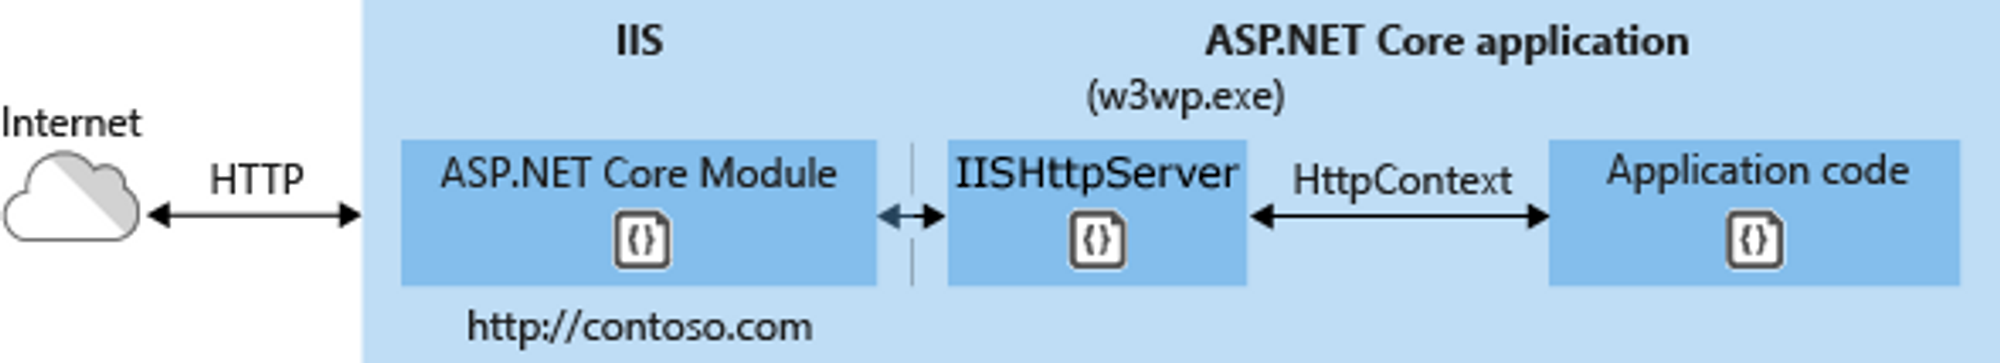 IIS
ASP.NET Core application
(w3wp.exe)
Internet
HTTP
ASP.NET Core Module
{}
IISHttpServer
{}
HttpContext
Application code
{}
http://contoso.com